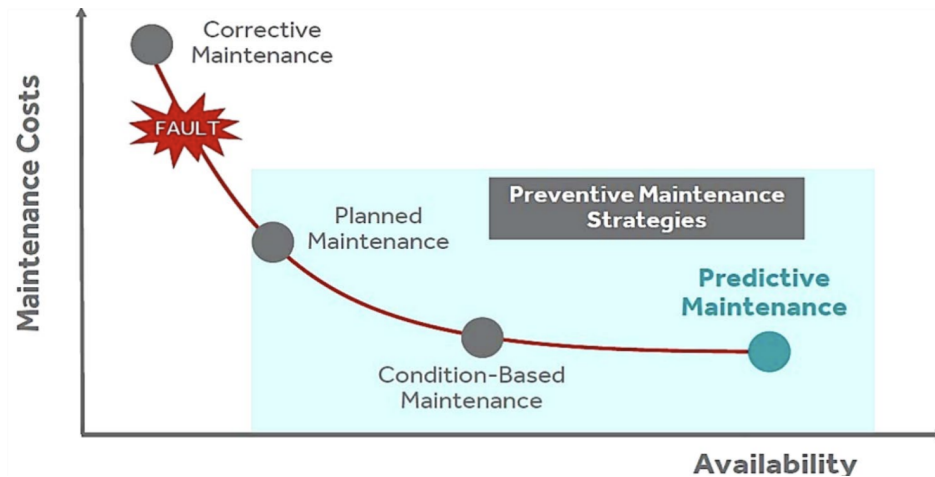 Corrective
Maintenance
FAULT
Maintenance Costs
Preventive Maintenance
Strategies
Planned
Maintenance
Predictive
Maintenance
Condition-Based
Maintenance
Availability